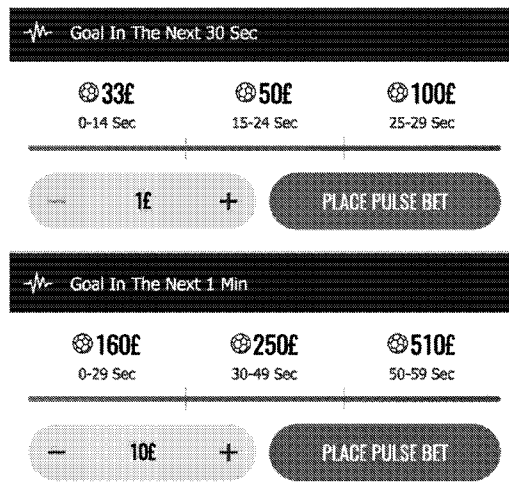 Goal In The Next 30 Sec
33£ 50£ 100£
0-14 Sec 15-24 Sec 25-29 Sec
− 1£ + PLACE PULSE BET
Goal In The Next 1 Min
160£ 250£ 510£
0-29 Sec 30-49 Sec 50-59 Sec
− 10£ + PLACE PULSE BET